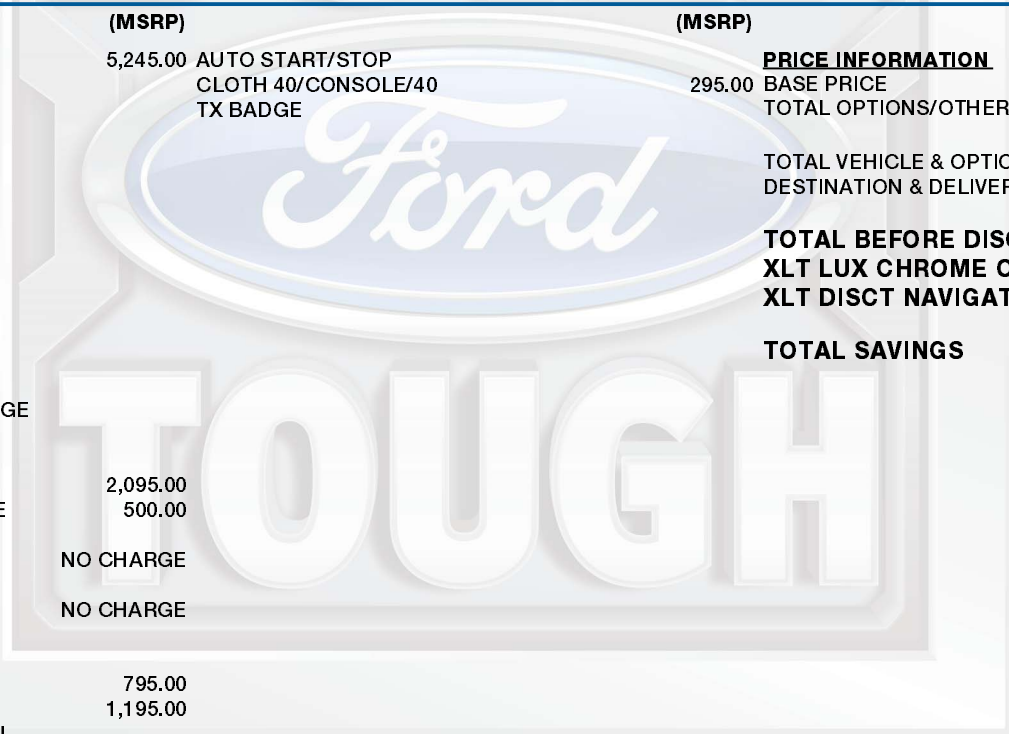 (MSRP) (MSRP)
5,245.00 AUTO START/STOP PRICE INFORMATION
CLOTH 40/CONSOLE/40 295.00 BASE PRICE
TX BADGE TOTAL OPTIONS/OTHER
TOTAL VEHICLE & OPTIO
DESTINATION & DELIVER
TOTAL BEFORE DISC
XLT LUX CHROME C
XLT DISCT NAVIGAT
TOTAL SAVINGS
Ford
TOUGH
GE
2,095.00
E 500.00
NO CHARGE
NO CHARGE
795.00
1,195.00